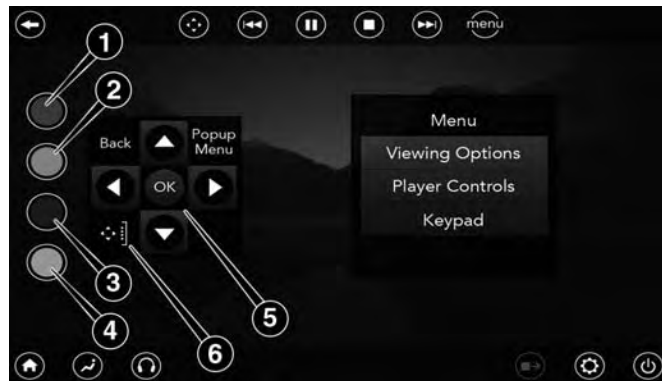 menu
1
2
Back
Popup
Menu
OK
3
4
5
6
Menu
Viewing Options
Player Controls
Keypad